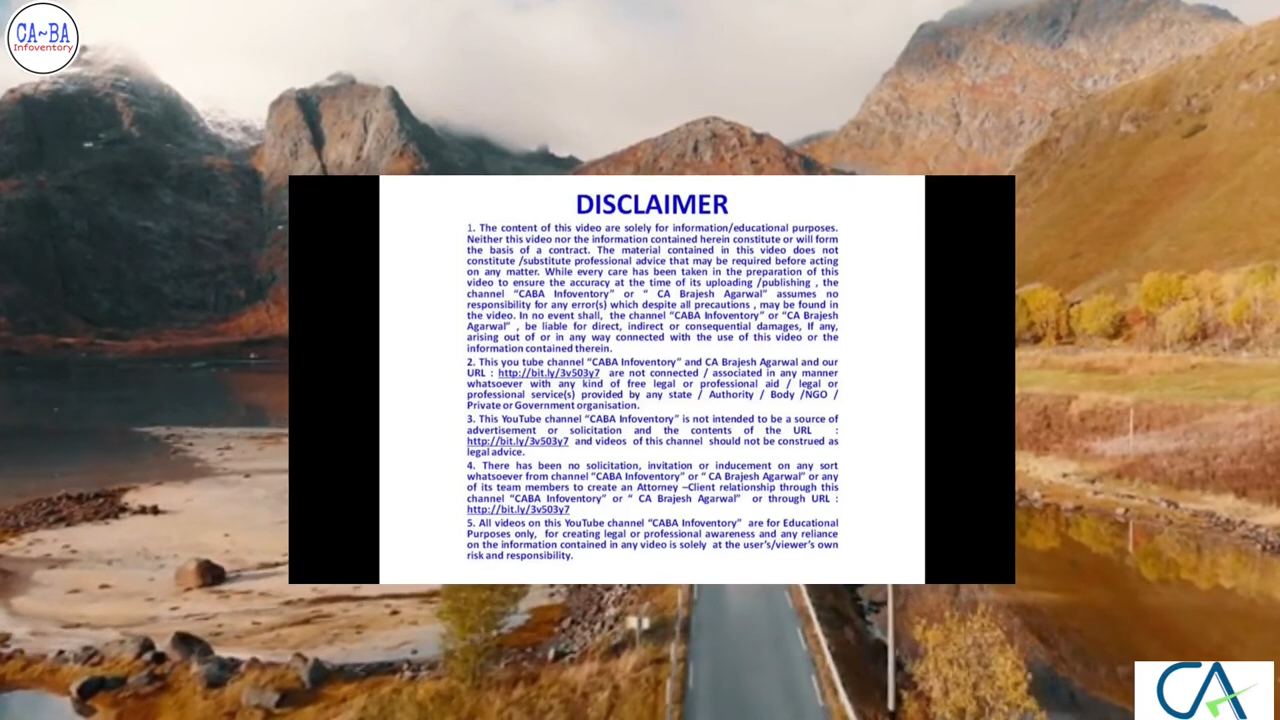 CA~BA
Infoventory
DISCLAIMER
1. The content of this video are solely for information/educational purposes.
Neither this video nor the information contained herein constitute or will form
the basis of a contract. The material contained in this video does not
constitute /substitute professional advice that may be required before acting
on any matter. While every care has been taken in the preparation of this
video to ensure the accuracy at the time of its uploading /publishing , the
channel “CABA Infoventory” or “ CA Brajesh Agarwal” assumes no
responsibility for any error(s) which despite all precautions , may be found in
the video. In no event shall, the channel “CABA Infoventory” or “CA Brajesh
Agarwal” , be liable for direct, indirect or consequential damages, If any,
arising out of or in any way connected with the use of this video or the
information contained therein.
2. This you tube channel “CABA Infoventory” and CA Brajesh Agarwal and our
URL : http://bit.ly/3v503y7 are not connected / associated in any manner
whatsoever with any kind of free legal or professional aid / legal or
professional service(s) provided by any state / Authority / Body /NGO /
Private or Government organisation.
3. This YouTube channel “CABA Infoventory” is not intended to be a source of
advertisement or solicitation and the contents of the URL :
http://bit.ly/3v503y7 and videos of this channel should not be construed as
legal advice.
4. There has been no solicitation, invitation or inducement on any sort
whatsoever from channel “CABA Infoventory” or “ CA Brajesh Agarwal” or any
of its team members to create an Attorney –Client relationship through this
channel “CABA Infoventory” or “ CA Brajesh Agarwal” or through URL :
http://bit.ly/3v503y7
5. All videos on this YouTube channel “CABA Infoventory” are for Educational
Purposes only, for creating legal or professional awareness and any reliance
on the information contained in any video is solely at the user’s/viewer’s own
risk and responsibility.
CA